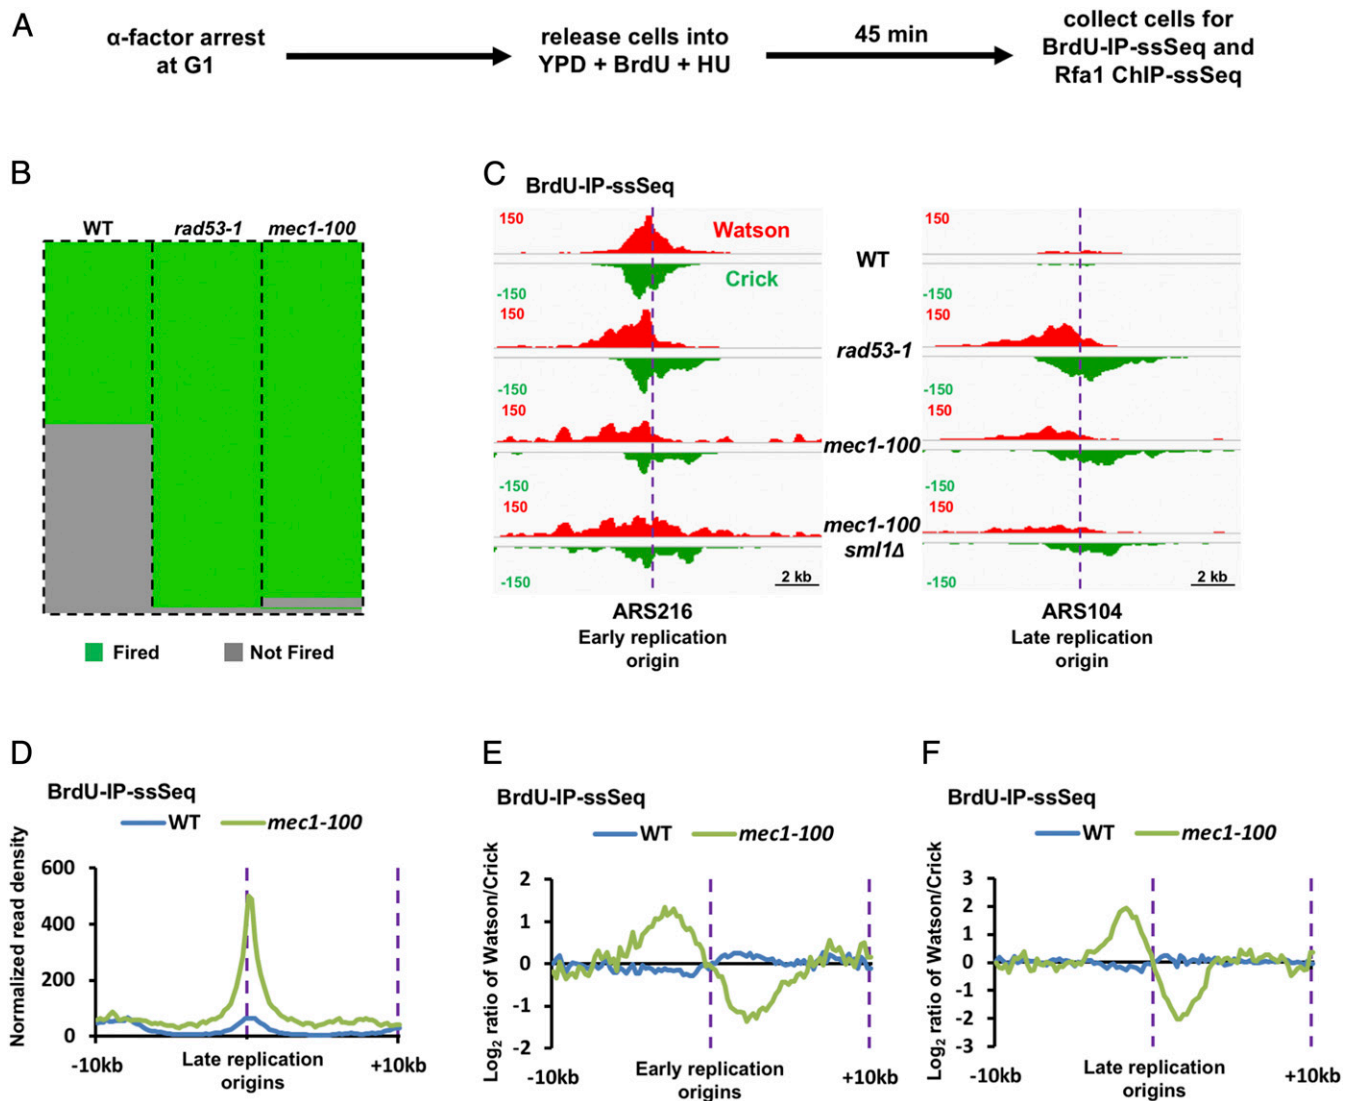 A
α-factor arrest
at G1
release cells into
YPD + BrdU + HU
45 min
collect cells for
BrdU-IP-ssSeq and
Rfa1 ChIP-ssSeq
B
WT
rad53-1
mec1-100
Fired
Not Fired
C
BrdU-IP-ssSeq
150
Watson
Crick
-150
150
-150
150
-150
150
-150
2 kb
ARS216
Early replication
origin
WT
rad53-1
mec1-100
mec1-100
sml1Δ
150
-150
150
-150
150
-150
150
-150
2 kb
ARS104
Late replication
origin
D
BrdU-IP-ssSeq
WT
mec1-100
Normalized read density
600
400
200
0
-10kb
Late replication
origins
+10kb
E
BrdU-IP-ssSeq
WT
mec1-100
Log₂ ratio of Watson/Crick
2
1
0
-1
-2
-10kb
Early replication
origins
+10kb
F
BrdU-IP-ssSeq
WT
mec1-100
Log₂ ratio of Watson/Crick
3
2
1
0
-1
-2
-3
-10kb
Late replication
origins
+10kb